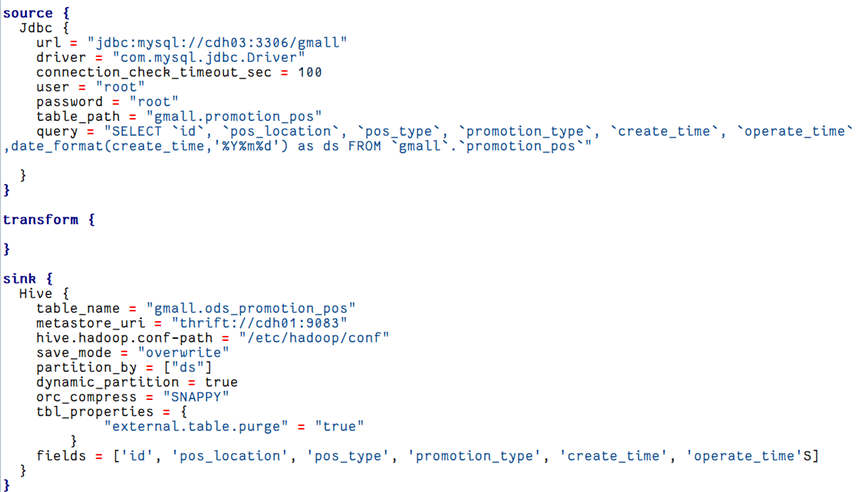 source {
  Jdbc {
    url = "jdbc:mysql://cdh03:3306/gmall"
    driver = "com.mysql.jdbc.Driver"
    connection_check_timeout_sec = 100
    user = "root"
    password = "root"
    table_path = "gmall.promotion_pos"
    query = "SELECT `id`, `pos_location`, `pos_type`, `promotion_type`, `create_time`, `operate_time`
,date_format(create_time,'%Y%m%d') as ds FROM `gmall`.`promotion_pos`"
  }
}
transform {
}
sink {
  Hive {
    table_name = "gmall.ods_promotion_pos"
    metastore_uri = "thrift://cdh01:9083"
    hive.hadoop.conf-path = "/etc/hadoop/conf"
    save_mode = "overwrite"
    partition_by = ["ds"]
    dynamic_partition = true
    orc_compress = "SNAPPY"
    tbl_properties = {
            "external.table.purge" = "true"
        }
    fields = ['id', 'pos_location', 'pos_type', 'promotion_type', 'create_time', 'operate_time'S]
  }
}